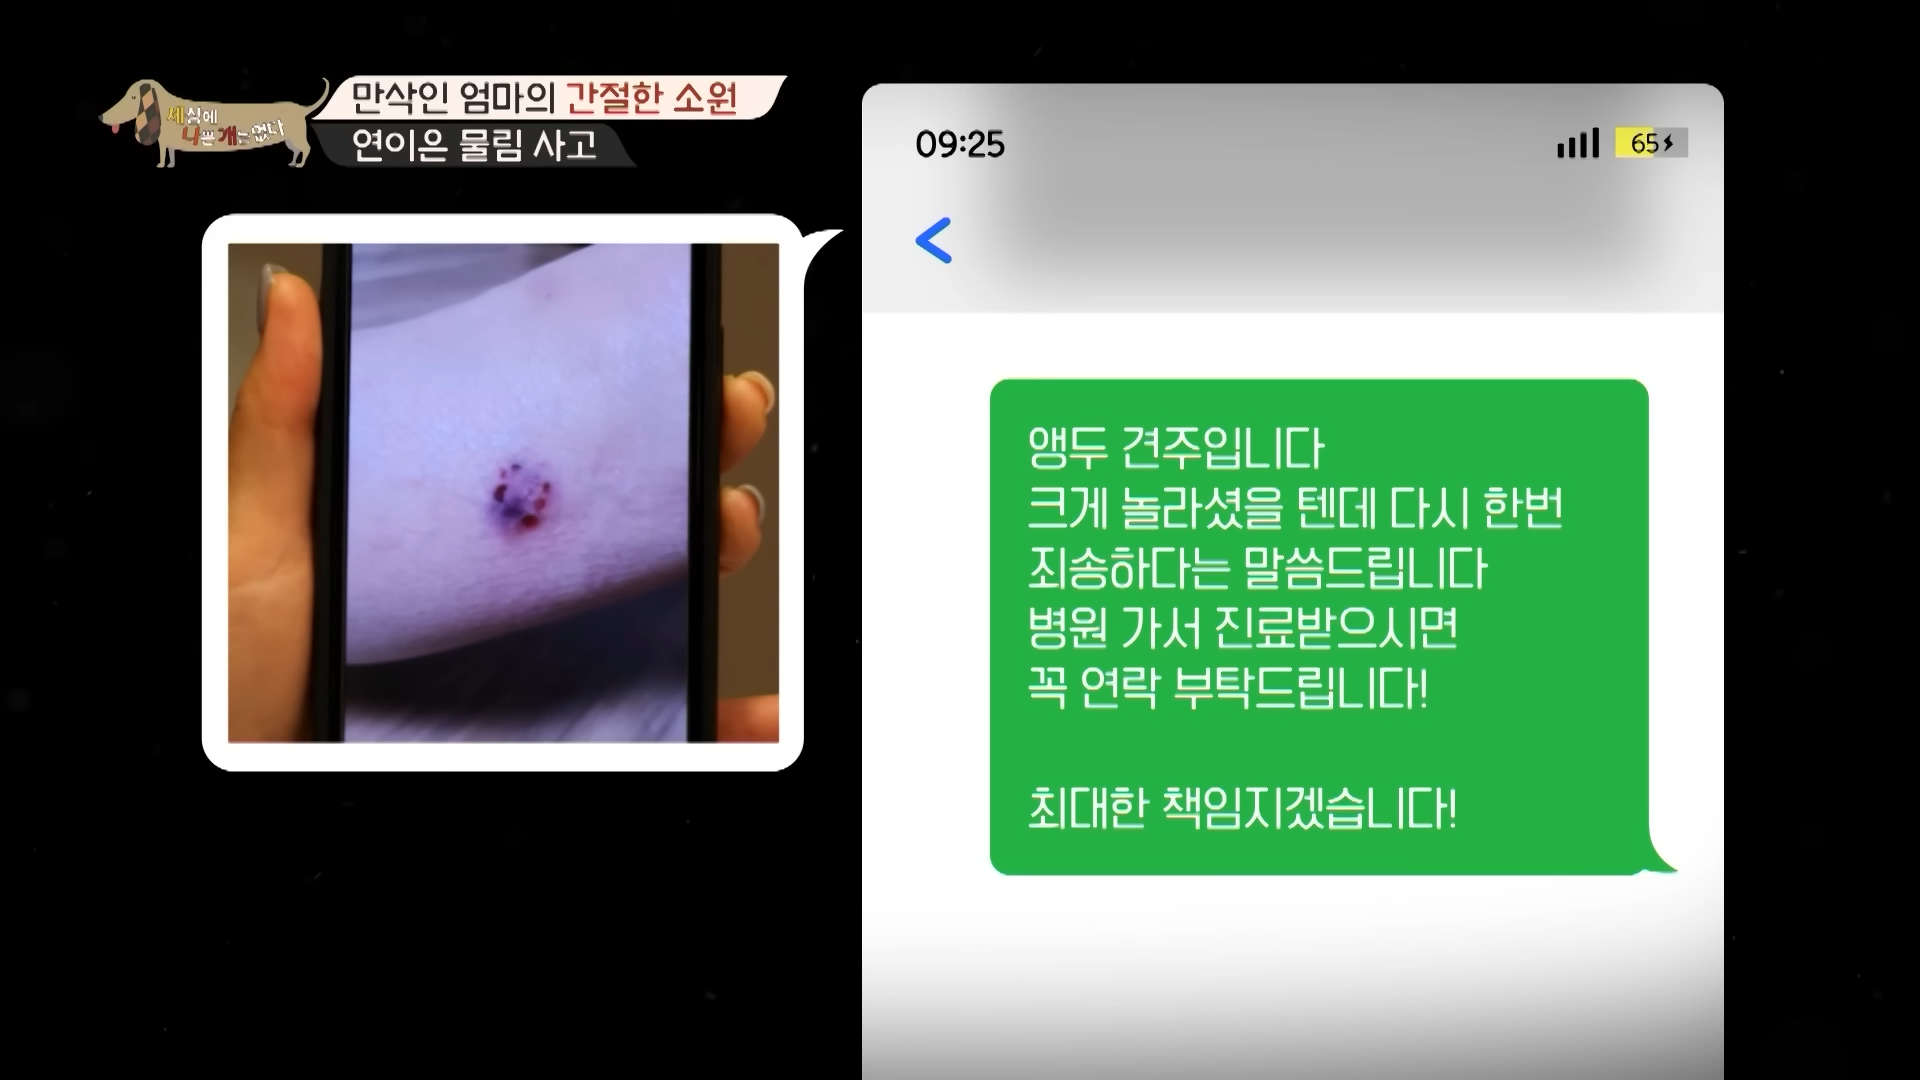 세상에
나쁜 개는 없다
만삭인 엄마의 간절한 소원
연이은 물림 사고
09:25
65
앵두 견주입니다
크게 놀라셨을 텐데 다시 한번
죄송하다는 말씀드립니다
병원 가서 진료받으시면
꼭 연락 부탁드립니다!
최대한 책임지겠습니다!